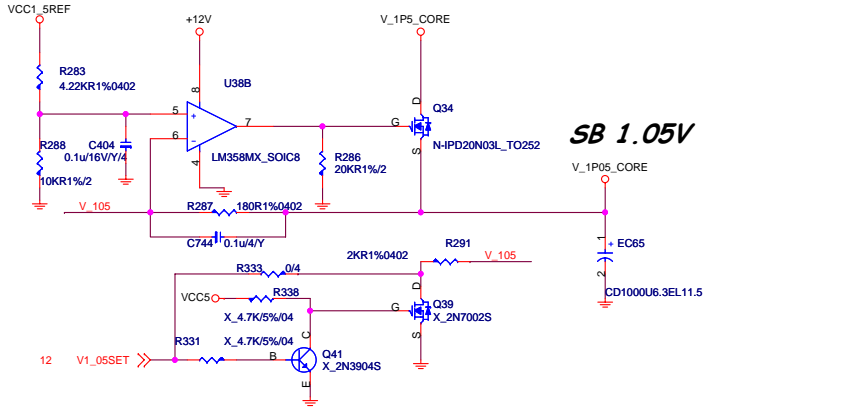 VCC1_5REF
+12V
V_1P5_CORE
R283
4.22KR1%0402
8
U38B
D
Q34
5
+
7
G
6
-
R288
C404
0.1u/16V/Y/4
4
LM358MX_SOIC8
R286
20KR1%/2
S
N-IPD20N03L_TO252
SB 1.05V
V_1P05_CORE
10KR1%/2
V_105
R287
180R1%0402
C744
0.1u/4/Y
1
+
EC65
2
CD1000U6.3EL11.5
2KR1%0402
R291
V_105
R333
0/4
D
VCC5
R338
G
Q39
X_2N7002S
X_4.7K/5%/04
S
R331
X_4.7K/5%/04
C
Q41
12
V1_05SET
B
X_2N3904S
E